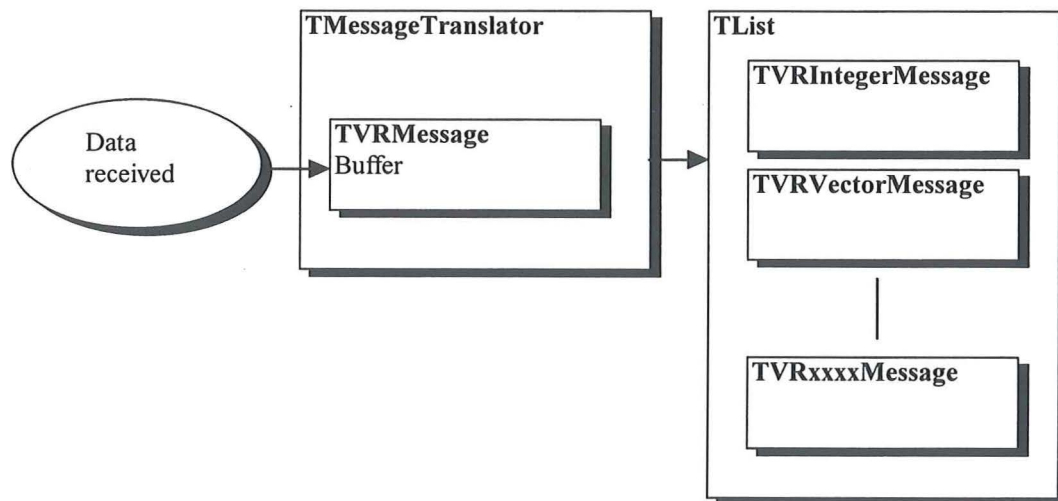 Data
received
TMessageTranslator
TVRMessage
Buffer
TList
TVRIntegerMessage
TVRVectorMessage
TVRxxxxMessage